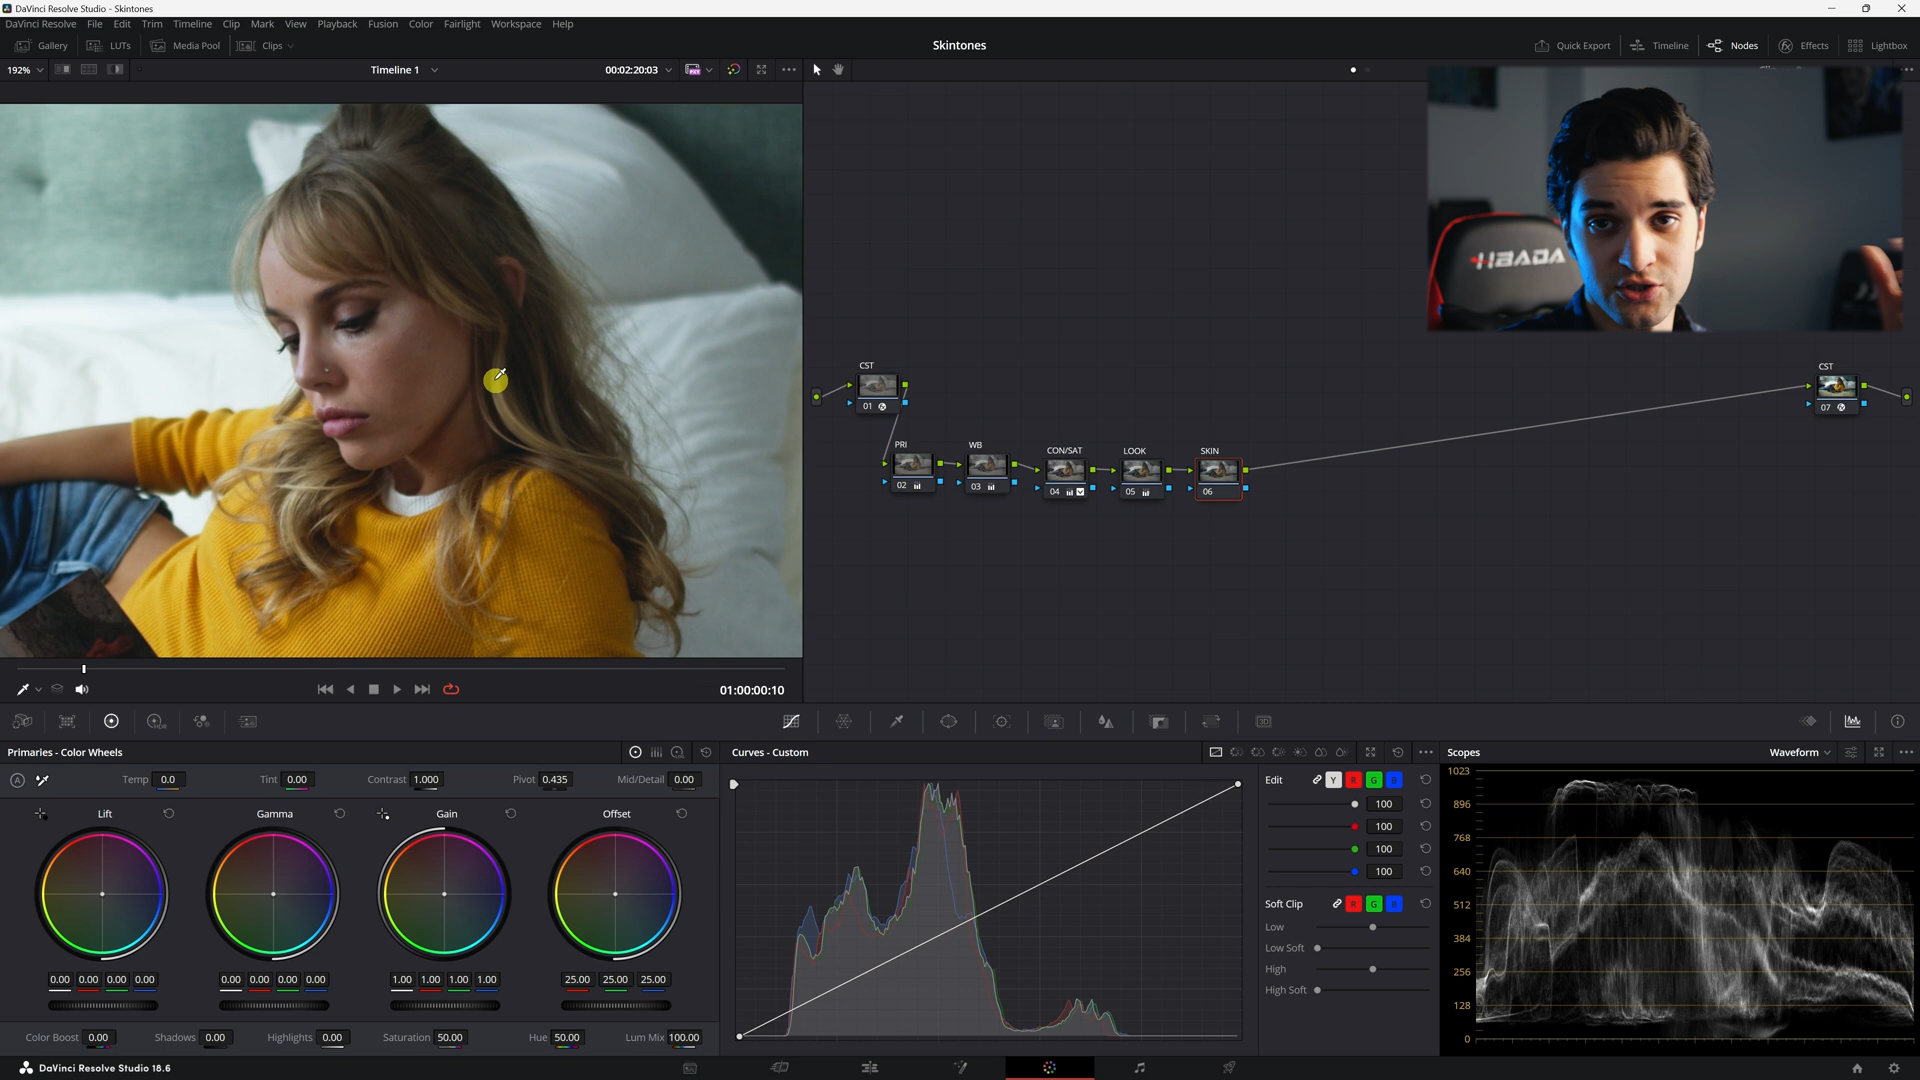 DaVinci Resolve Studio - Skintones
DaVinci Resolve File Edit Trim Timeline Clip Mark View Playback Fusion Color Fairlight Workspace Help
Gallery LUTs Media Pool Clips Skintones Quick Export Timeline Nodes Effects Lightbox
192% Timeline 1 00:02:20:03
HBADA
CST
01
CST
07
PRI
02
WB
03
CON/SAT
04
LOOK
05
SKIN
06
01:00:00:10
HDR
3D
Primaries - Color Wheels
A
Temp 0.0 Tint 0.00 Contrast 1.000 Pivot 0.435 Mid/Detail 0.00
Lift Gamma Gain Offset
0.00 0.00 0.00 0.00 0.00 0.00 0.00 0.00 1.00 1.00 1.00 1.00 25.00 25.00 25.00
Color Boost 0.00 Shadows 0.00 Highlights 0.00 Saturation 50.00 Hue 50.00 Lum Mix 100.00
Curves - Custom
Edit Y R G B
100
100
100
100
Soft Clip R G B
Low
Low Soft
High
High Soft
Scopes Waveform
1023
896
768
640
512
384
256
128
0
DaVinci Resolve Studio 18.6